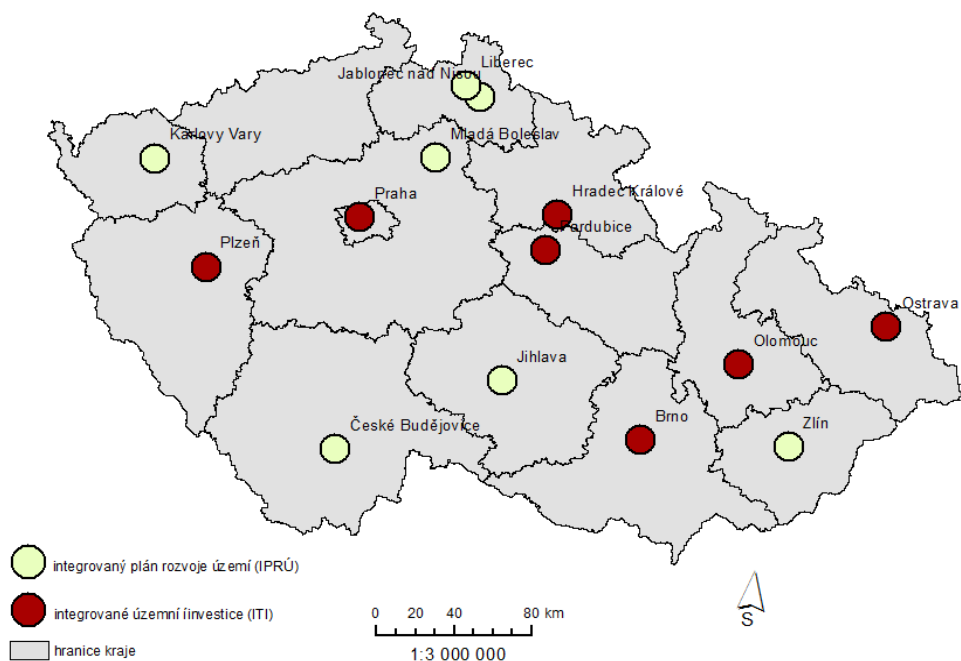 Liberec
Jablonec nad Nisou
Karlovy Vary
Mladá Boleslav
Praha
Hradec Králové
Pardubice
Plzeň
Ostrava
Olomouc
Jihlava
České Budějovice
Brno
Zlín
integrovaný plán rozvoje území (IPRÚ)
integrované územní íinvestice (ITI)
hranice kraje
0 20 40 80 km
1:3 000 000
S